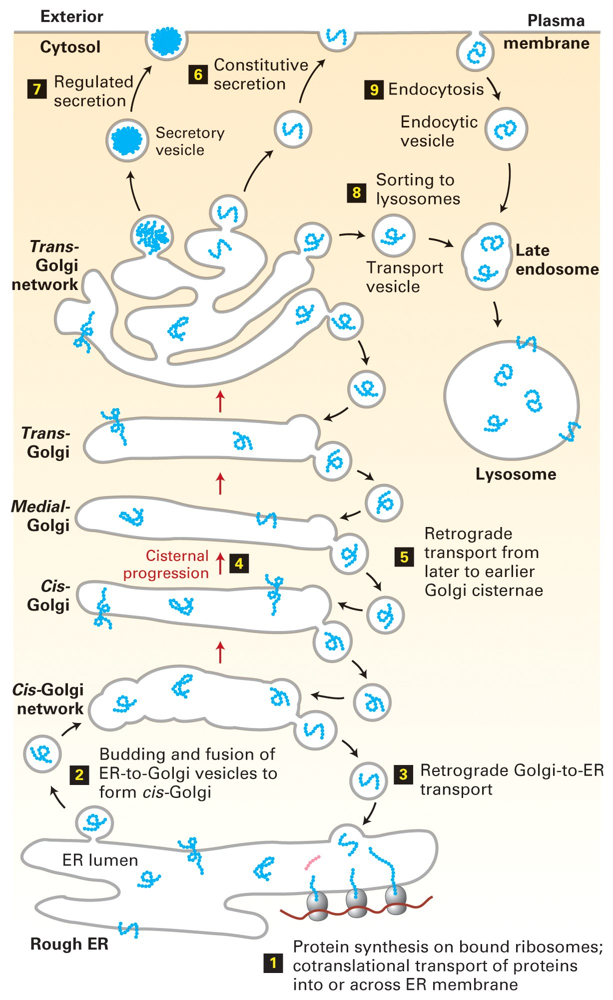 Exterior
Plasma
membrane
Cytosol
6 Constitutive
secretion
7 Regulated
secretion
9 Endocytosis
Endocytic
vesicle
Secretory
vesicle
8 Sorting to
lysosomes
Trans-
Golgi
network
Transport
vesicle
Late
endosome
Trans-
Golgi
Lysosome
Medial-
Golgi
Cisternal
progression
4
5 Retrograde
transport from
later to earlier
Golgi cisternae
Cis-
Golgi
Cis-Golgi
network
2 Budding and fusion of
ER-to-Golgi vesicles to
form cis-Golgi
3 Retrograde Golgi-to-ER
transport
ER lumen
Rough ER
1 Protein synthesis on bound ribosomes;
cotranslational transport of proteins
into or across ER membrane